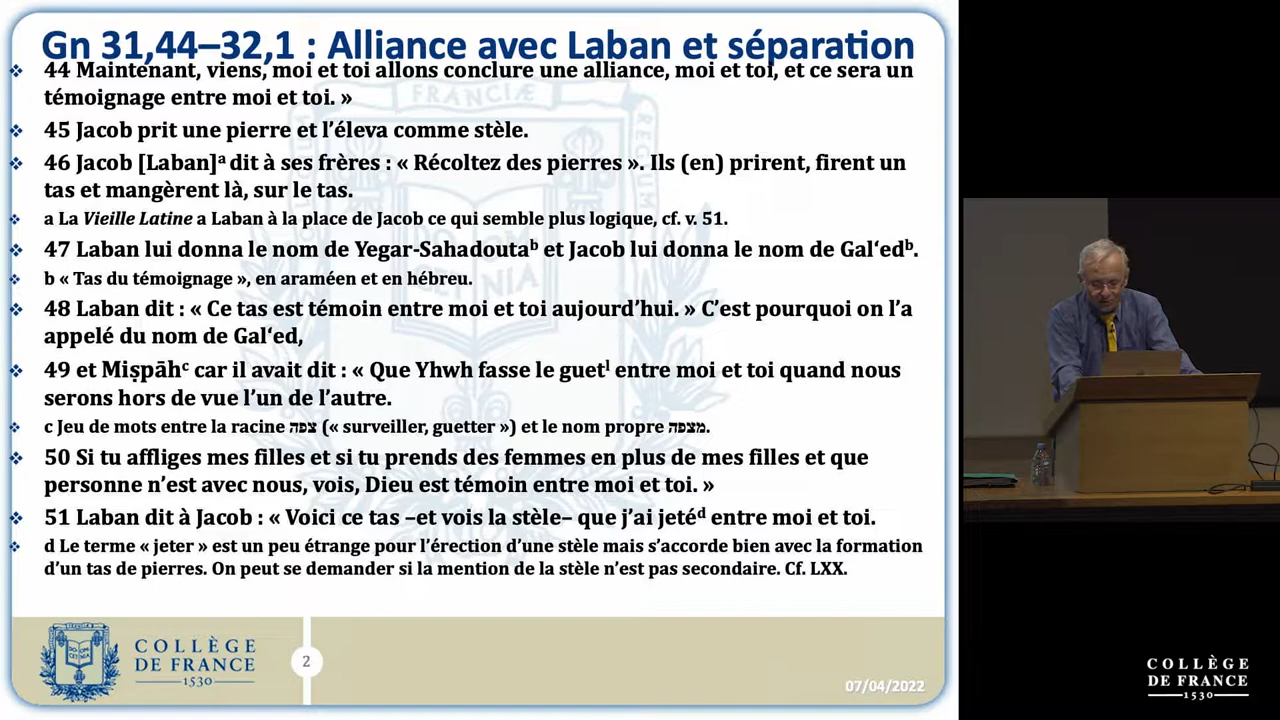 Gn 31,44–32,1 : Alliance avec Laban et séparation
44 Maintenant, viens, moi et toi allons conclure une alliance, moi et toi, et ce sera un
témoignage entre moi et toi. »
45 Jacob prit une pierre et l’éleva comme stèle.
46 Jacob [Laban]ᵃ dit à ses frères : « Récoltez des pierres ». Ils (en) prirent, firent un
tas et mangèrent là, sur le tas.
a La Vieille Latine a Laban à la place de Jacob ce qui semble plus logique, cf. v. 51.
47 Laban lui donna le nom de Yegar-Sahadoutaᵇ et Jacob lui donna le nom de Gal‘edᵇ.
b « Tas du témoignage », en araméen et en hébreu.
48 Laban dit : « Ce tas est témoin entre moi et toi aujourd’hui. » C’est pourquoi on l’a
appelé du nom de Gal‘ed,
49 et Miṣpāhᶜ car il avait dit : « Que Yhwh fasse le guetˡ entre moi et toi quand nous
serons hors de vue l’un de l’autre.
c Jeu de mots entre la racine צפה (« surveiller, guetter ») et le nom propre מצפה.
50 Si tu affliges mes filles et si tu prends des femmes en plus de mes filles et que
personne n’est avec nous, vois, Dieu est témoin entre moi et toi. »
51 Laban dit à Jacob : « Voici ce tas –et vois la stèle– que j’ai jetéᵈ entre moi et toi.
d Le terme « jeter » est un peu étrange pour l’érection d’une stèle mais s’accorde bien avec la formation
d’un tas de pierres. On peut se demander si la mention de la stèle n’est pas secondaire. Cf. LXX.
COLLÈGE
DE FRANCE
1530
2
07/04/2022
COLLÈGE
DE FRANCE
1530